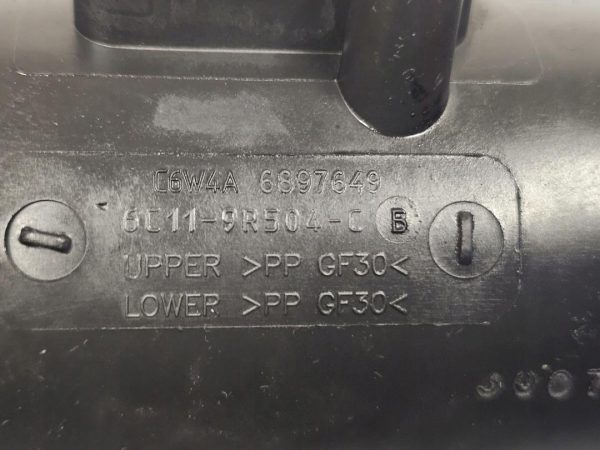 C6W4A 6897649
6C11-9R504-C B
UPPER >PP GF30<
LOWER >PP GF30<